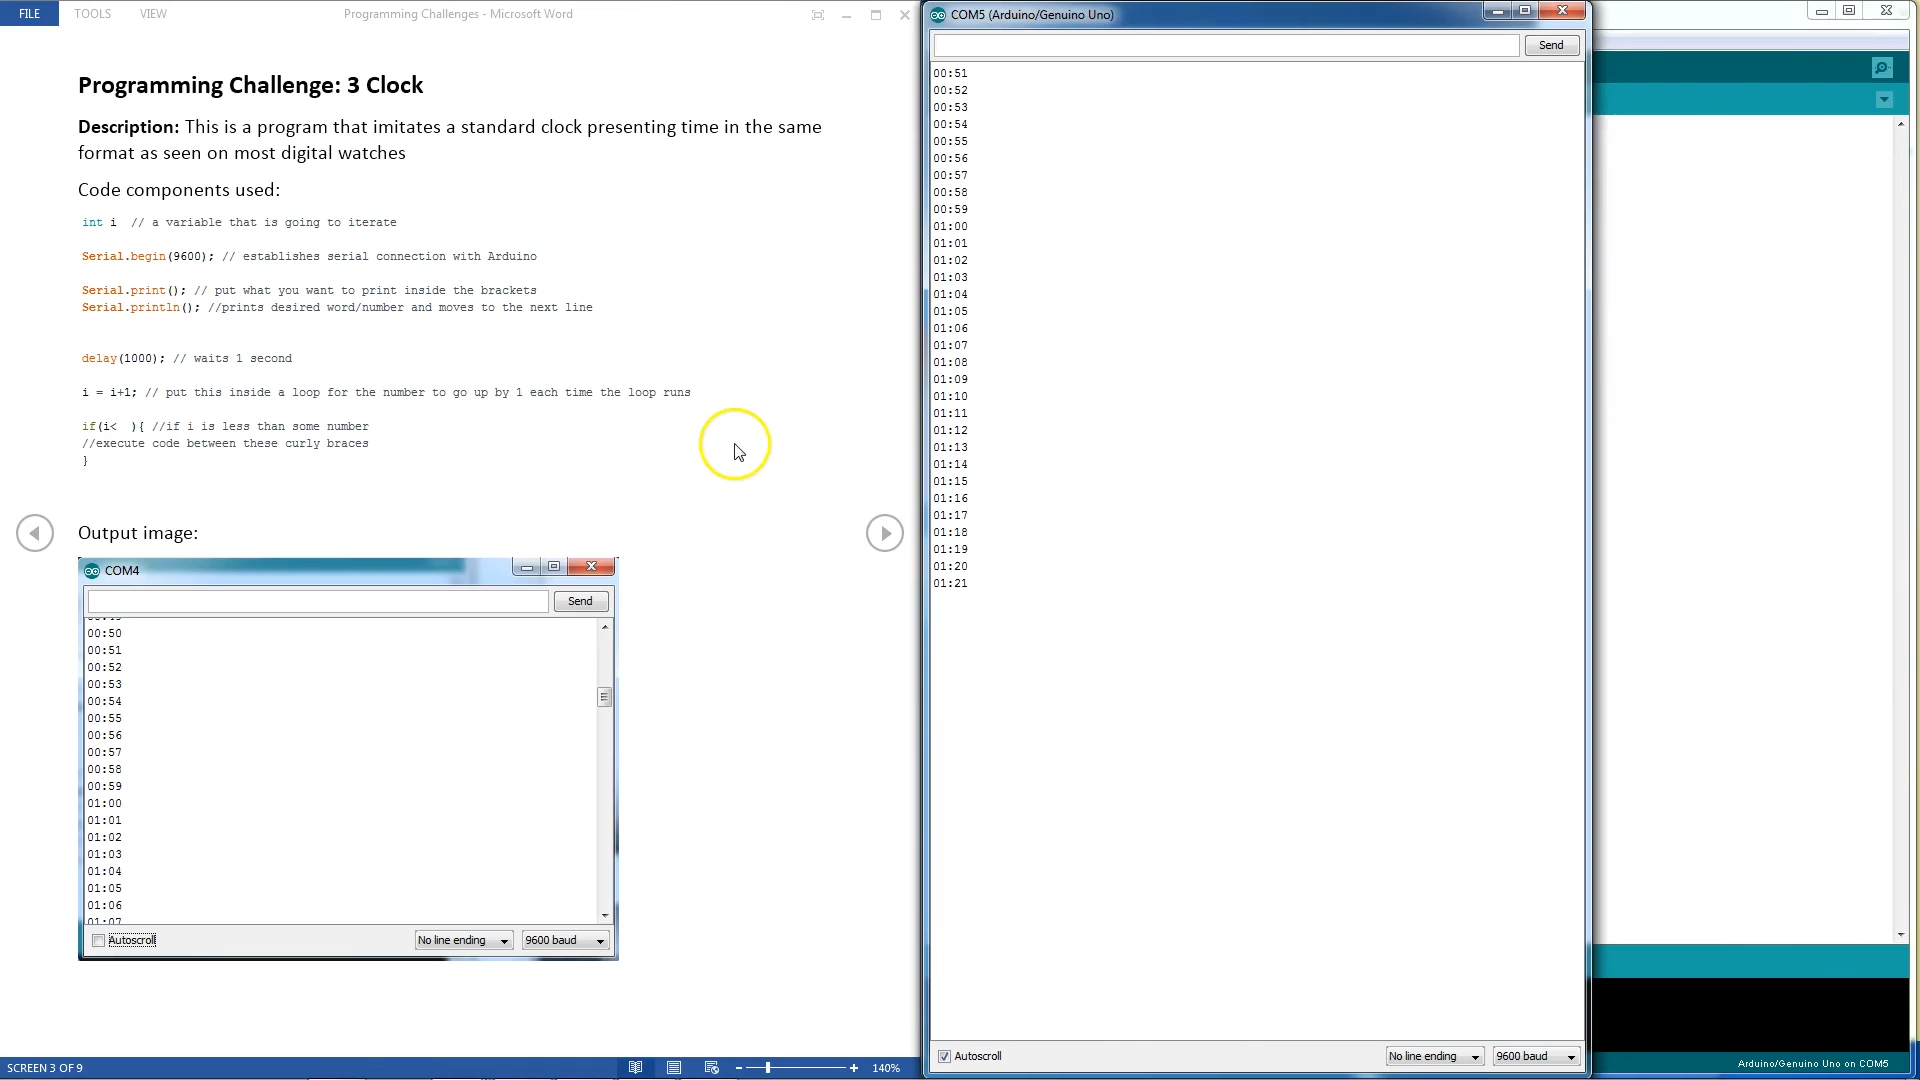 FILE TOOLS VIEW Programming Challenges - Microsoft Word
Programming Challenge: 3 Clock
Description: This is a program that imitates a standard clock presenting time in the same
format as seen on most digital watches
Code components used:
int i // a variable that is going to iterate
Serial.begin(9600); // establishes serial connection with Arduino
Serial.print(); // put what you want to print inside the brackets
Serial.println(); //prints desired word/number and moves to the next line
delay(1000); // waits 1 second
i = i+1; // put this inside a loop for the number to go up by 1 each time the loop runs
if(i< ){ //if i is less than some number
//execute code between these curly braces
}
Output image:
COM4
Send
00:50
00:51
00:52
00:53
00:54
00:55
00:56
00:57
00:58
00:59
01:00
01:01
01:02
01:03
01:04
01:05
01:06
01:07
Autoscroll No line ending 9600 baud
SCREEN 3 OF 9 140%
COM5 (Arduino/Genuino Uno)
Send
00:51
00:52
00:53
00:54
00:55
00:56
00:57
00:58
00:59
01:00
01:01
01:02
01:03
01:04
01:05
01:06
01:07
01:08
01:09
01:10
01:11
01:12
01:13
01:14
01:15
01:16
01:17
01:18
01:19
01:20
01:21
Autoscroll No line ending 9600 baud
Arduino/Genuino Uno on COM5